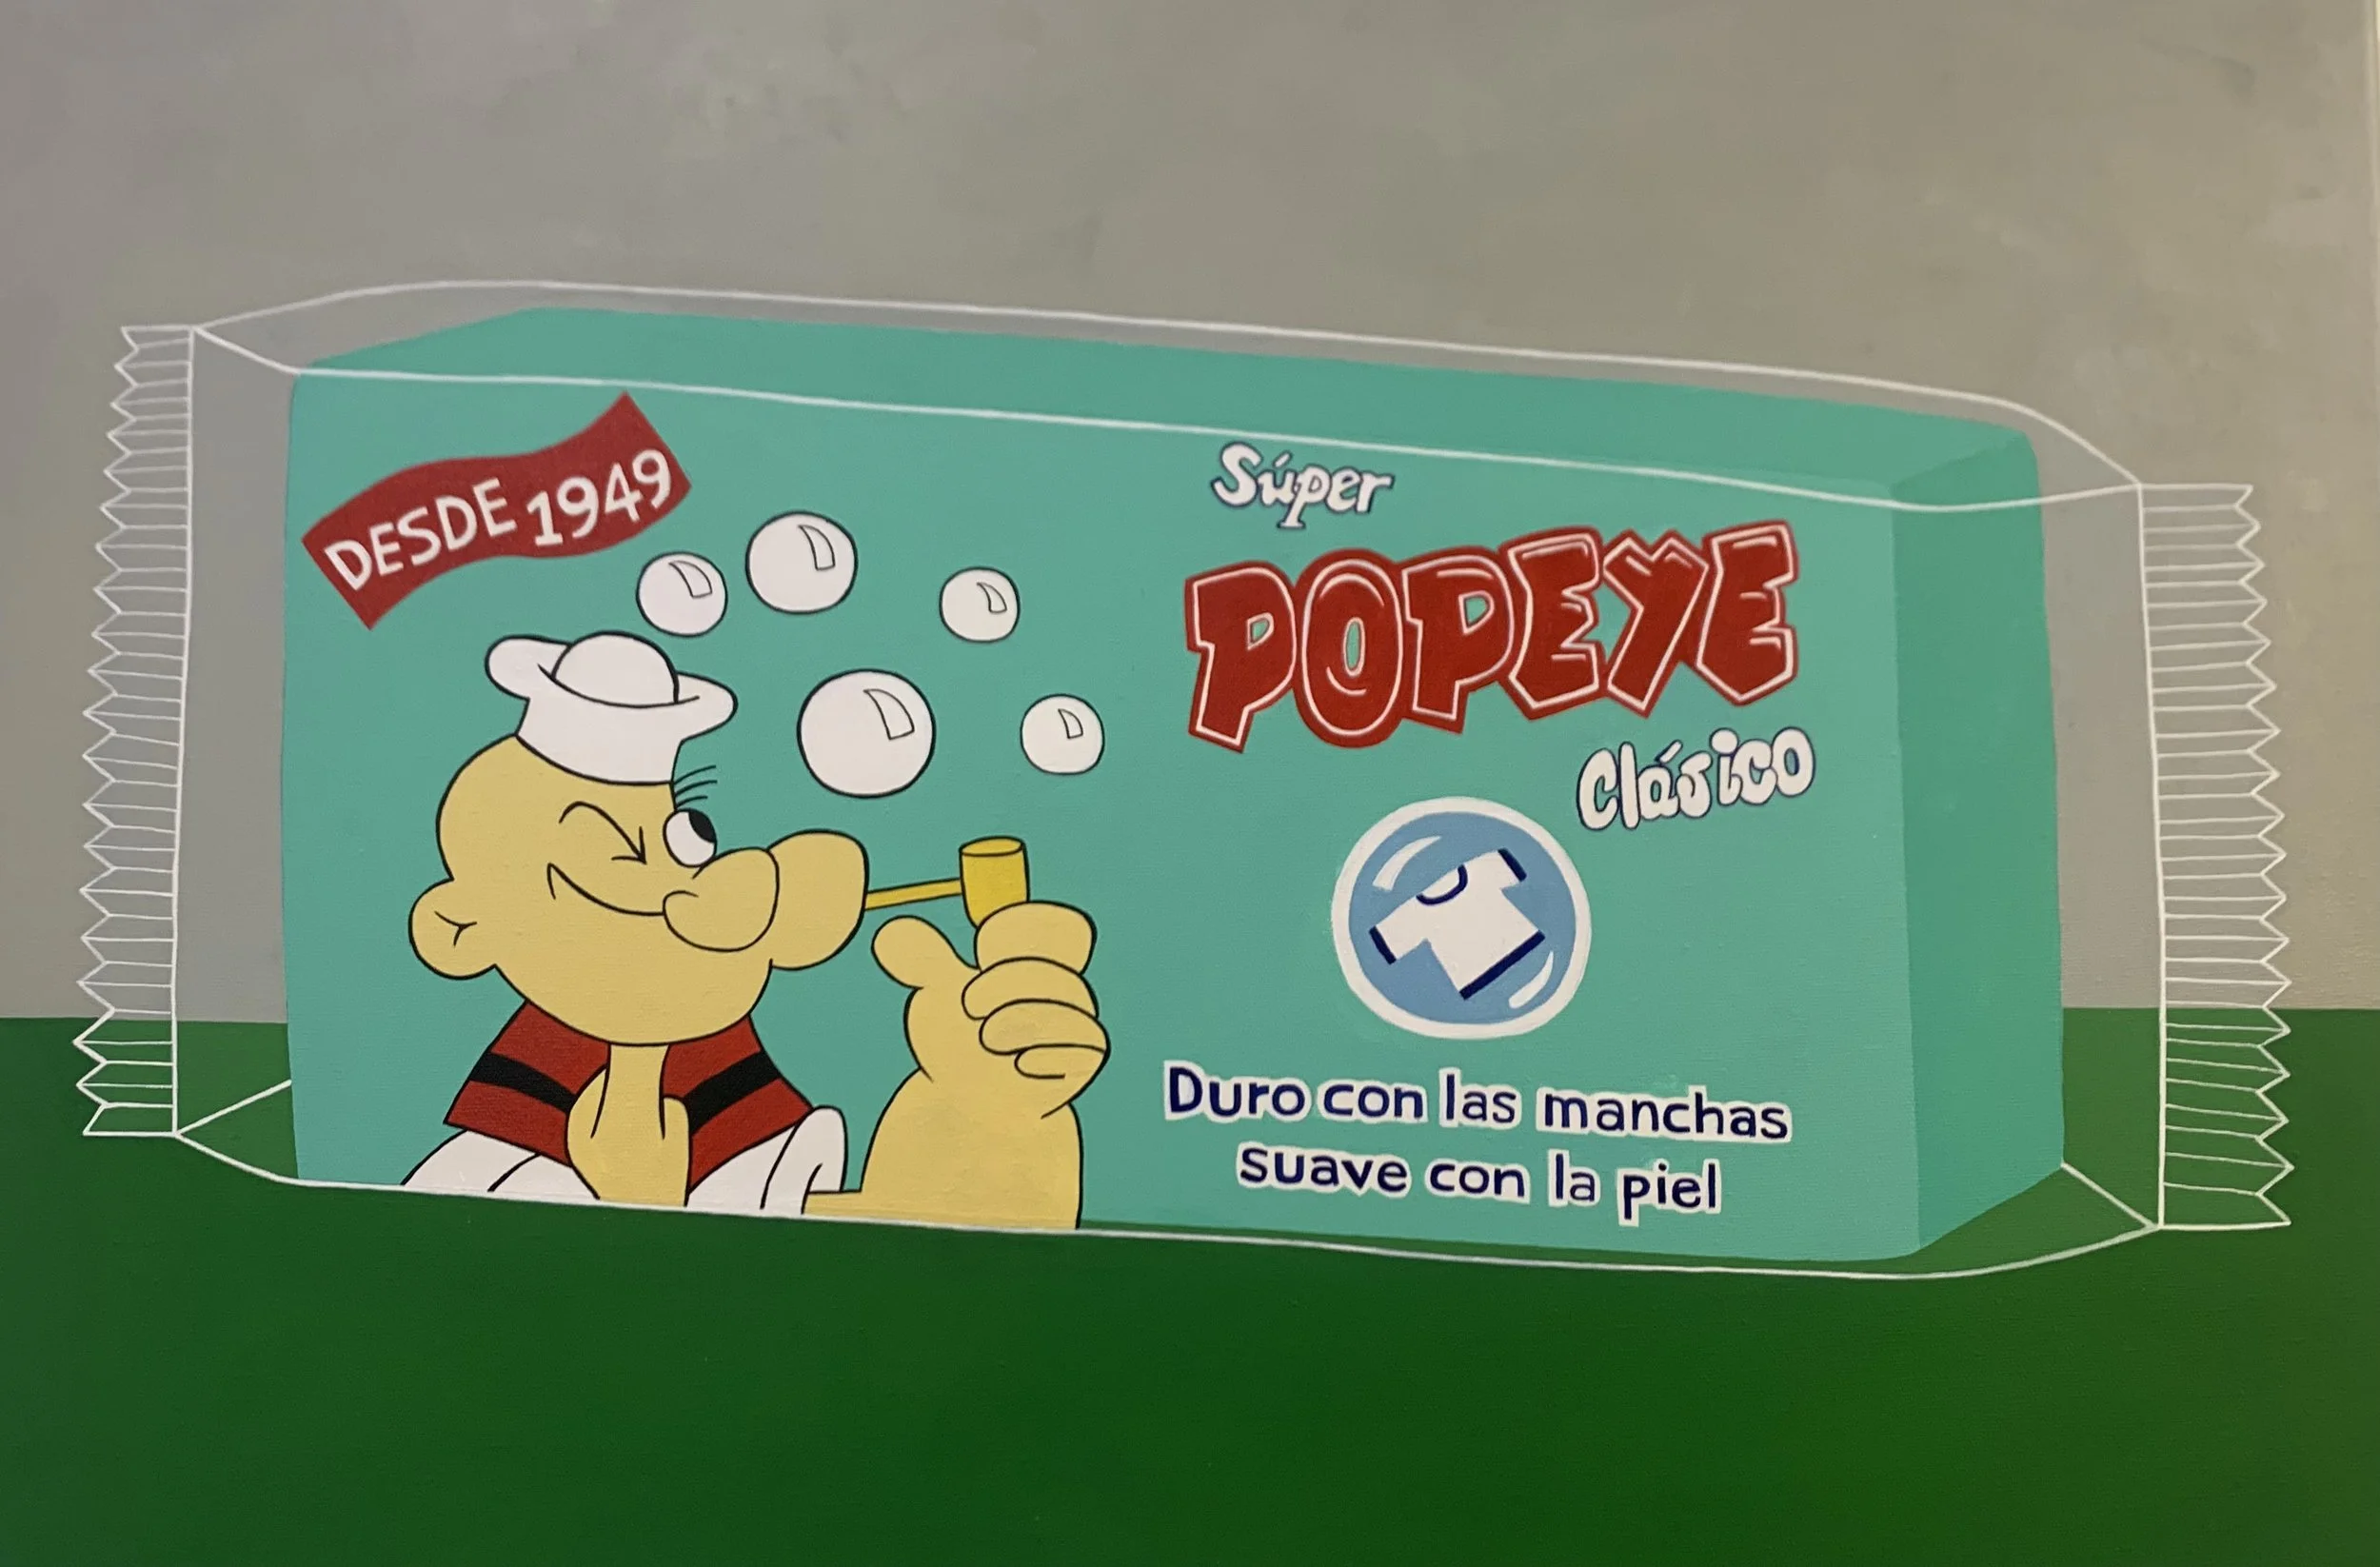 DESDE 1949
Súper
POPEYE
Clásico
Duro con las manchas
suave con la piel